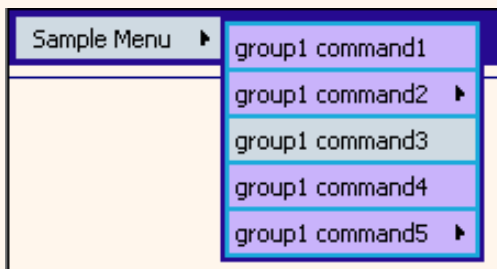 Sample Menu
group1 command1
group1 command2
group1 command3
group1 command4
group1 command5